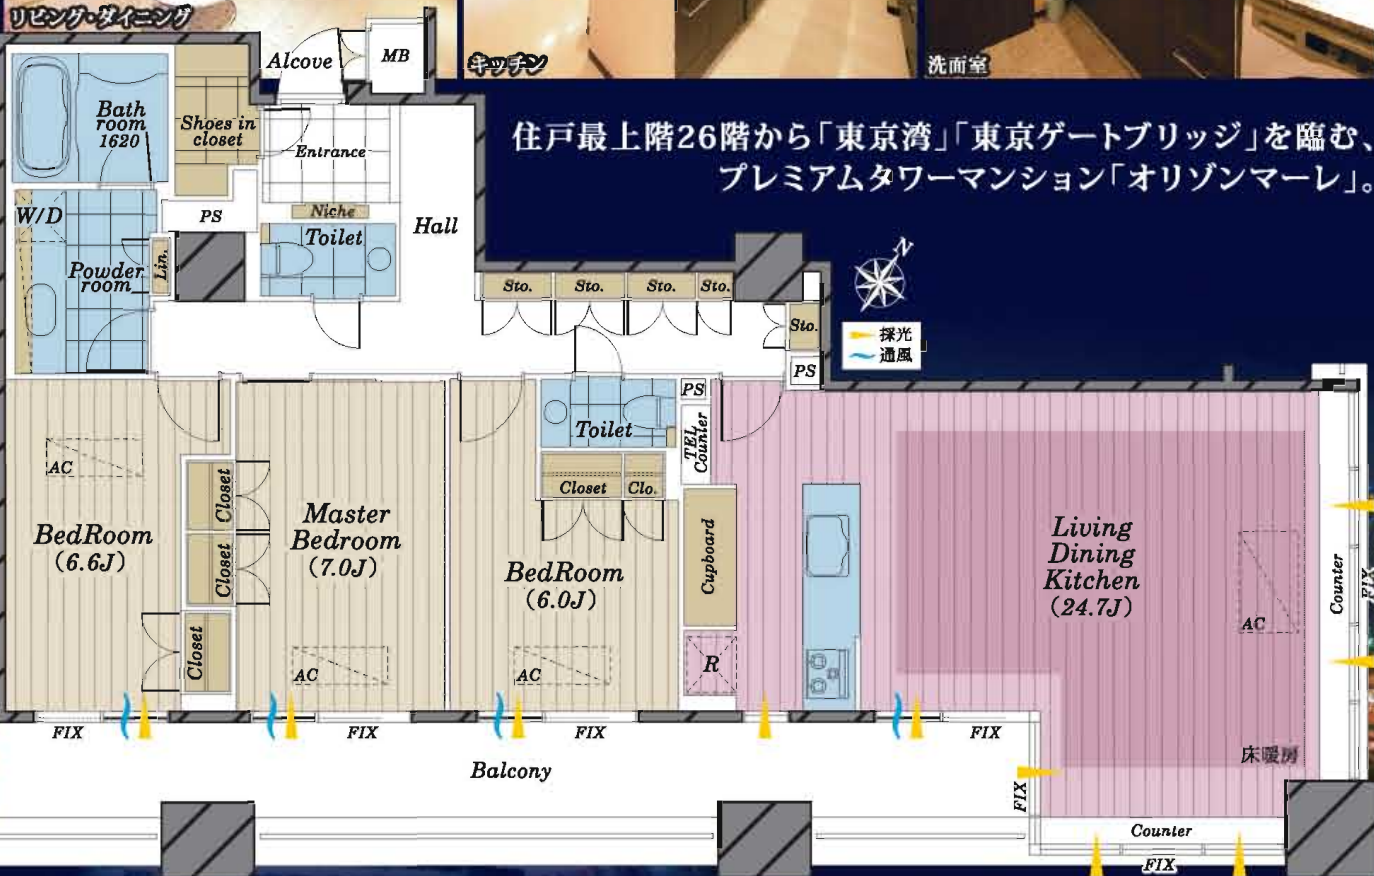 リビング・ダイニング
キッチン
洗面室
住戸最上階26階から「東京湾」「東京ゲートブリッジ」を臨む、
プレミアムタワーマンション「オリゾンマーレ」。
Alcove
MB
Bath
room
1620
Shoes in
closet
Entrance
W/D
PS
Niche
Toilet
Hall
Lin.
Powder
room
Sto.
Sto.
Sto.
Sto.
Sto.
PS
N
採光
通風
AC
BedRoom
(6.6J)
Closet
Closet
Closet
Master
Bedroom
(7.0J)
AC
Toilet
PS
TEL
Counter
Closet
Clo.
BedRoom
(6.0J)
AC
Cupboard
R
Living
Dining
Kitchen
(24.7J)
AC
Counter
FIX
床暖房
FIX
FIX
FIX
FIX
Balcony
FIX
Counter
FIX